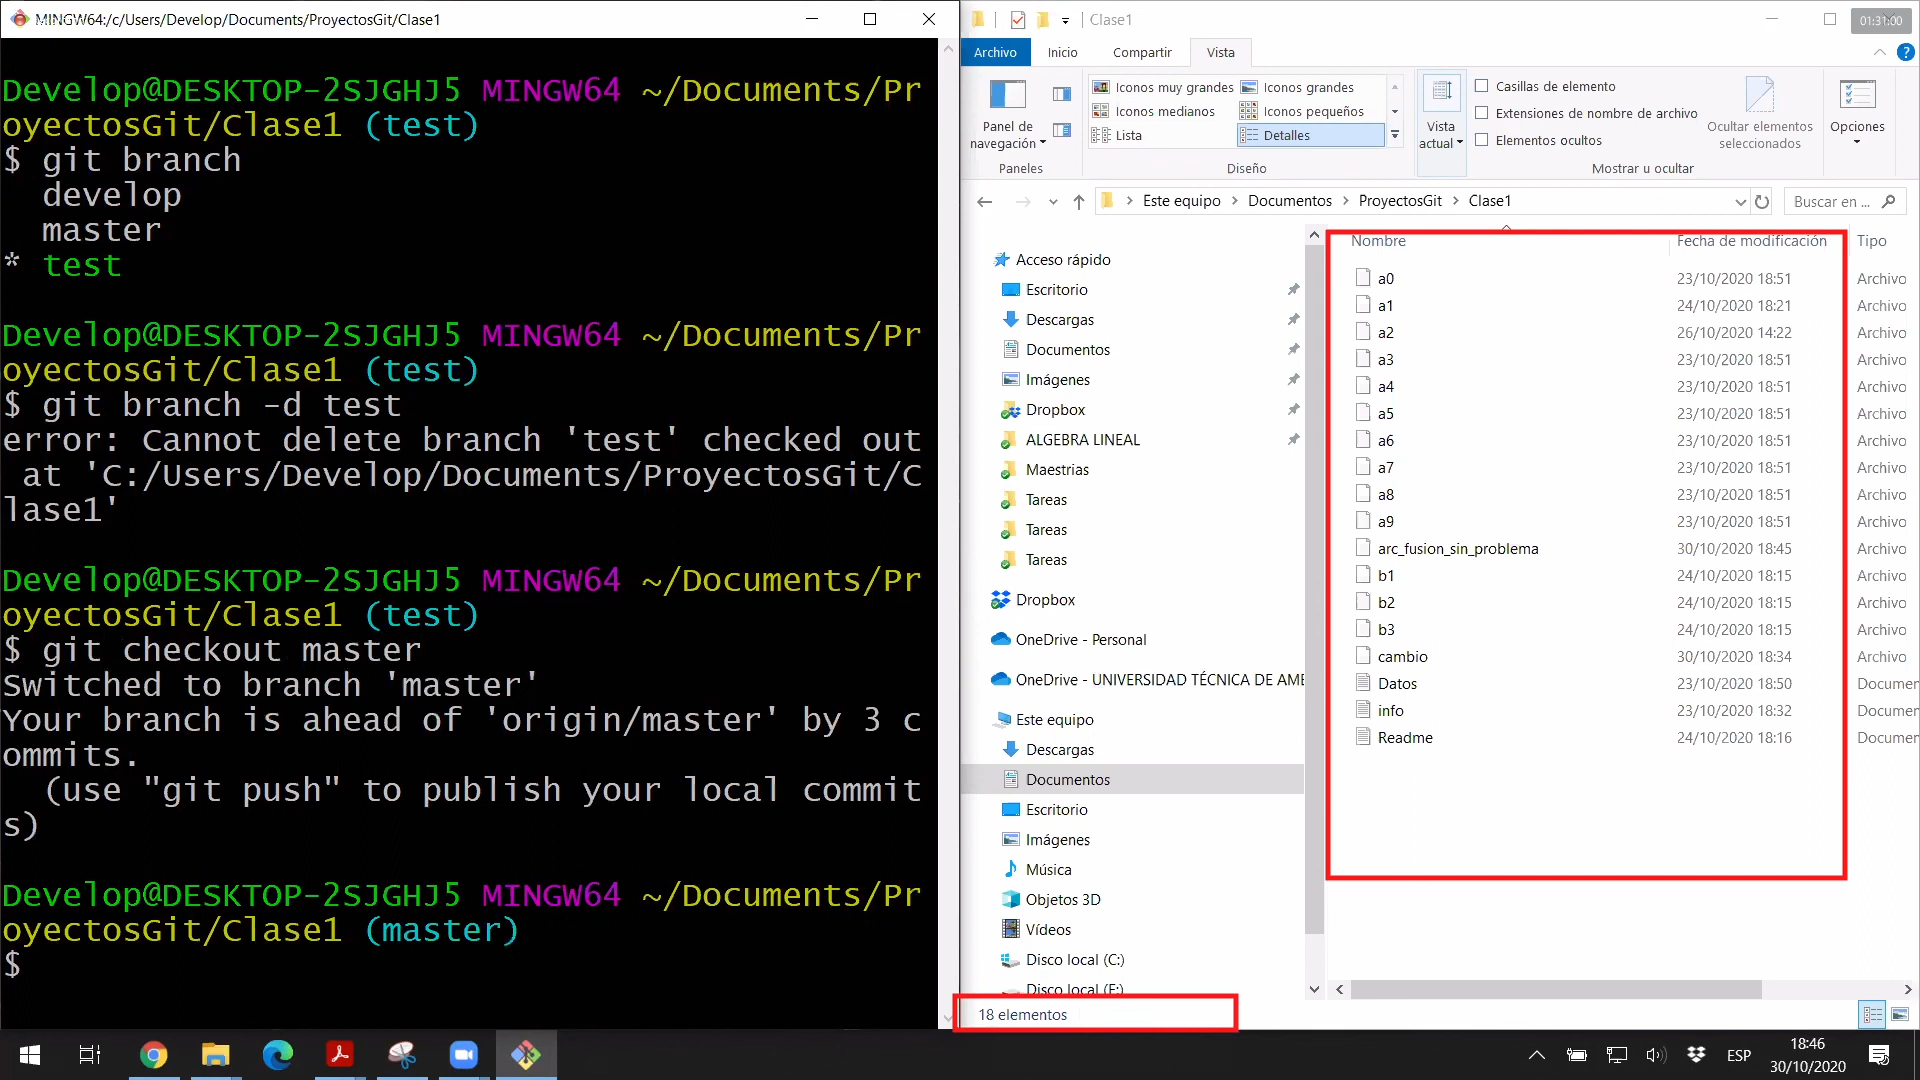 MINGW64:/c/Users/Develop/Documents/ProyectosGit/Clase1
Develop@DESKTOP-2SJGHJ5 MINGW64 ~/Documents/Pr
oyectosGit/Clase1 (test)
$ git branch
develop
master
* test
Develop@DESKTOP-2SJGHJ5 MINGW64 ~/Documents/Pr
oyectosGit/Clase1 (test)
$ git branch -d test
error: Cannot delete branch 'test' checked out
at 'C:/Users/Develop/Documents/ProyectosGit/C
lase1'
Develop@DESKTOP-2SJGHJ5 MINGW64 ~/Documents/Pr
oyectosGit/Clase1 (test)
$ git checkout master
Switched to branch 'master'
Your branch is ahead of 'origin/master' by 3 c
ommits.
(use "git push" to publish your local commit
s)
Develop@DESKTOP-2SJGHJ5 MINGW64 ~/Documents/Pr
oyectosGit/Clase1 (master)
$
Clase1
01:31:00
Archivo Inicio Compartir Vista
Panel de
navegación
Paneles
Iconos muy grandes Iconos grandes
Iconos medianos Iconos pequeños
Lista Detalles
Diseño
Vista
actual
Casillas de elemento
Extensiones de nombre de archivo
Elementos ocultos
Ocultar elementos
seleccionados
Mostrar u ocultar
Opciones
Este equipo > Documentos > ProyectosGit > Clase1
Buscar en ...
Acceso rápido
Escritorio
Descargas
Documentos
Imágenes
Dropbox
ALGEBRA LINEAL
Maestrias
Tareas
Tareas
Tareas
Dropbox
OneDrive - Personal
OneDrive - UNIVERSIDAD TÉCNICA DE AME
Este equipo
Descargas
Documentos
Escritorio
Imágenes
Música
Objetos 3D
Vídeos
Disco local (C:)
Disco local (E:)
Nombre Fecha de modificación Tipo
a0 23/10/2020 18:51 Archivo
a1 24/10/2020 18:21 Archivo
a2 26/10/2020 14:22 Archivo
a3 23/10/2020 18:51 Archivo
a4 23/10/2020 18:51 Archivo
a5 23/10/2020 18:51 Archivo
a6 23/10/2020 18:51 Archivo
a7 23/10/2020 18:51 Archivo
a8 23/10/2020 18:51 Archivo
a9 23/10/2020 18:51 Archivo
arc_fusion_sin_problema 30/10/2020 18:45 Archivo
b1 24/10/2020 18:15 Archivo
b2 24/10/2020 18:15 Archivo
b3 24/10/2020 18:15 Archivo
cambio 30/10/2020 18:34 Archivo
Datos 23/10/2020 18:50 Documen
info 23/10/2020 18:32 Documen
Readme 24/10/2020 18:16 Documen
18 elementos
ESP
18:46
30/10/2020